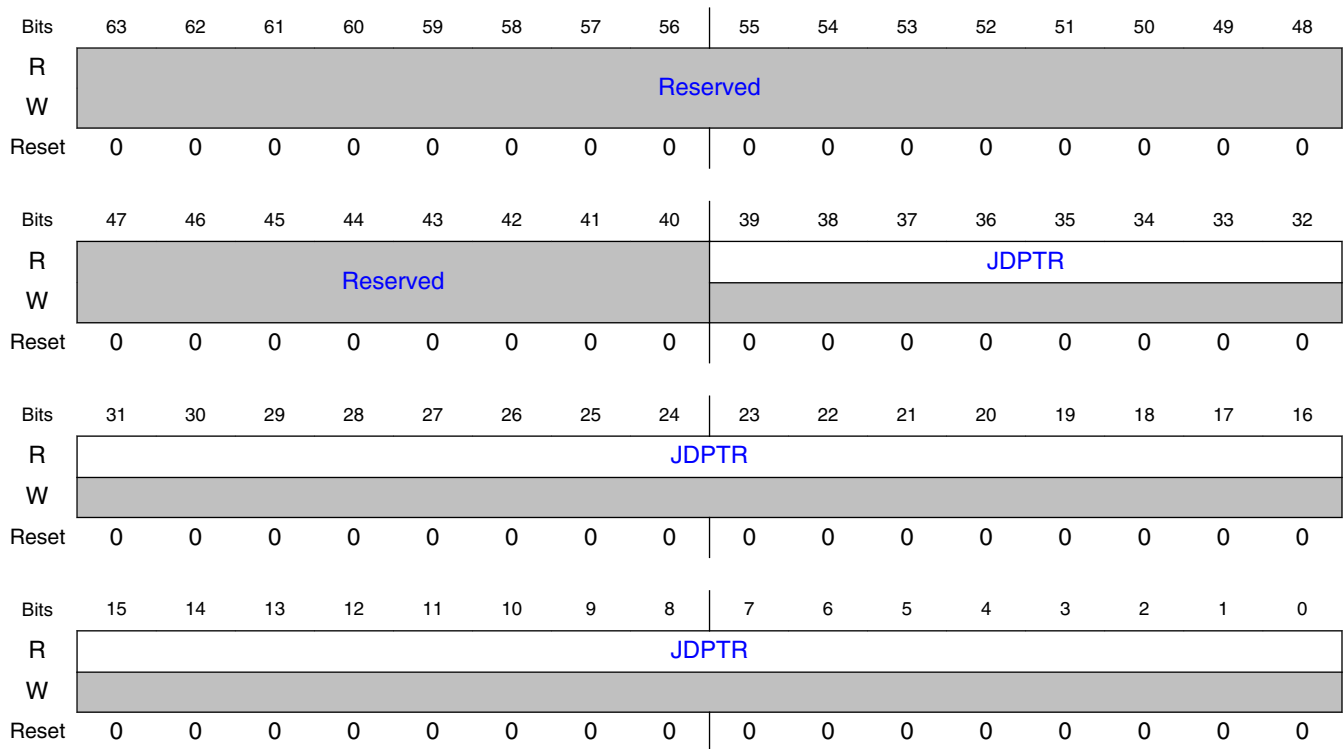 Bits 63 62 61 60 59 58 57 56 55 54 53 52 51 50 49 48
R
Reserved
W
Reset 0 0 0 0 0 0 0 0 0 0 0 0 0 0 0 0
Bits 47 46 45 44 43 42 41 40 39 38 37 36 35 34 33 32
R JDPTR
Reserved
W
Reset 0 0 0 0 0 0 0 0 0 0 0 0 0 0 0 0
Bits 31 30 29 28 27 26 25 24 23 22 21 20 19 18 17 16
R JDPTR
W
Reset 0 0 0 0 0 0 0 0 0 0 0 0 0 0 0 0
Bits 15 14 13 12 11 10 9 8 7 6 5 4 3 2 1 0
R JDPTR
W
Reset 0 0 0 0 0 0 0 0 0 0 0 0 0 0 0 0